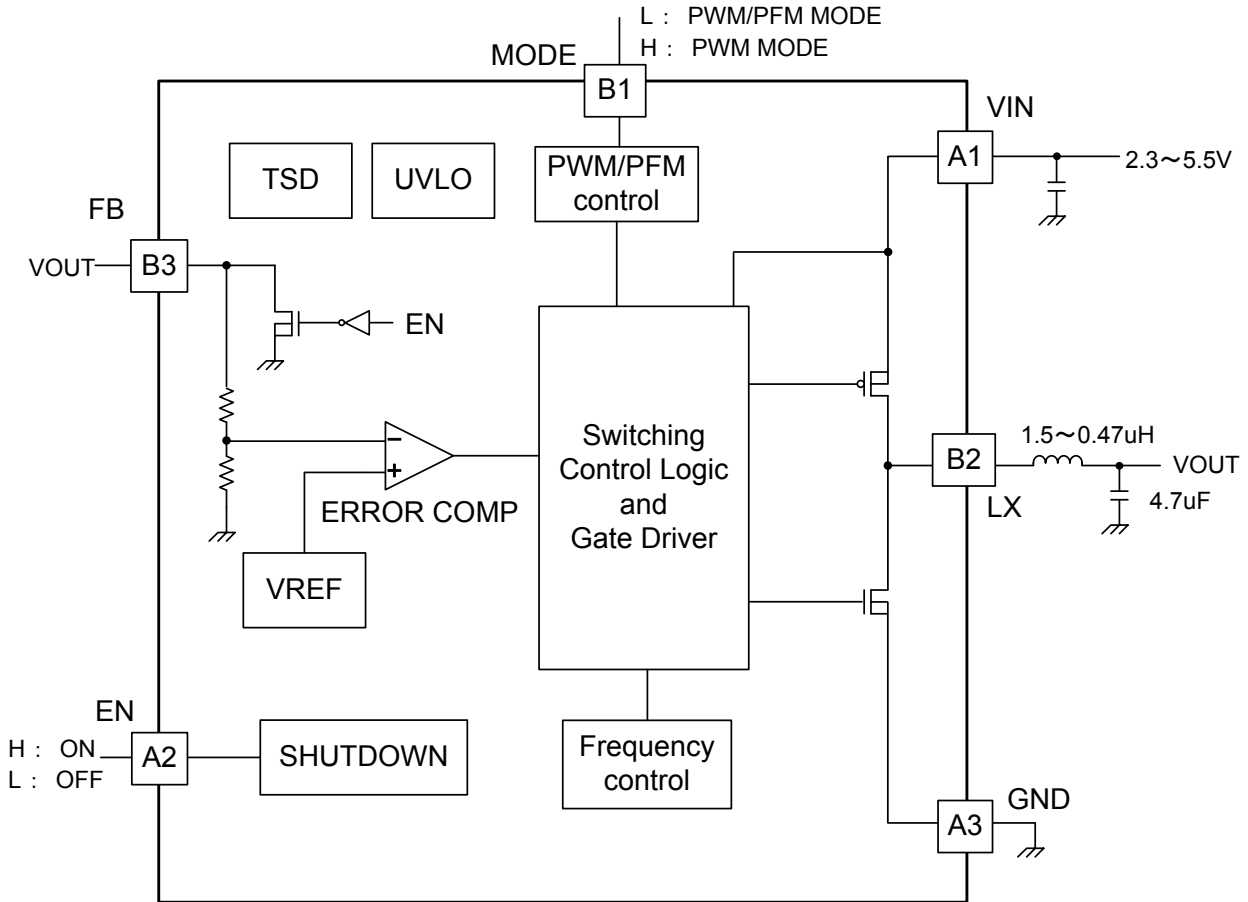 L : PWM/PFM MODE
H : PWM MODE
MODE
B1
VIN
A1
2.3～5.5V
TSD
UVLO
PWM/PFM
control
FB
VOUT
B3
EN
Switching
Control Logic
and
Gate Driver
−
+
ERROR COMP
VREF
1.5～0.47uH
B2
VOUT
LX
4.7uF
EN
H : ON
L : OFF
A2
SHUTDOWN
Frequency
control
GND
A3